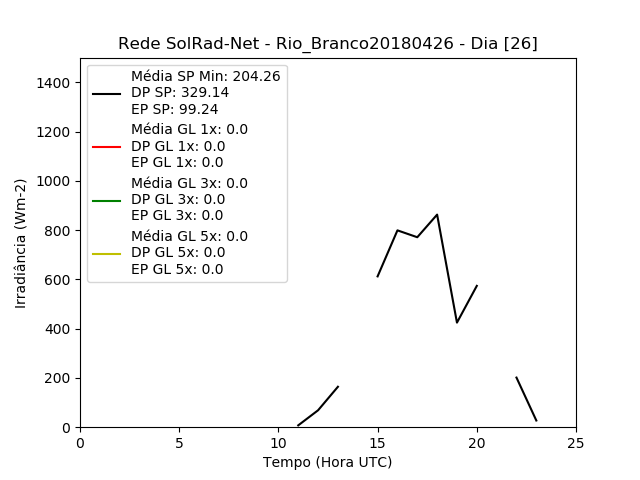 Rede SolRad-Net - Rio_Branco20180426 - Dia [26]
Média SP Min: 204.26
DP SP: 329.14
EP SP: 99.24
Média GL 1x: 0.0
DP GL 1x: 0.0
EP GL 1x: 0.0
Média GL 3x: 0.0
DP GL 3x: 0.0
EP GL 3x: 0.0
Média GL 5x: 0.0
DP GL 5x: 0.0
EP GL 5x: 0.0
Irradiância (Wm-2)
1400
1200
1000
800
600
400
200
0
0 5 10 15 20 25
Tempo (Hora UTC)